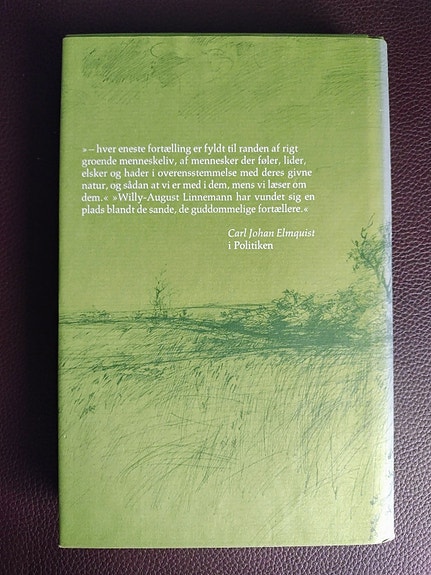 »– hver eneste fortælling er fyldt til randen af rigt
groende menneskeliv, af mennesker der føler, lider,
elsker og hader i overensstemmelse med deres givne
natur, og sådan at vi er med i dem, mens vi læser om
dem.« »Willy-August Linnemann har vundet sig en
plads blandt de sande, de guddommelige fortællere.«
Carl Johan Elmquist
i Politiken